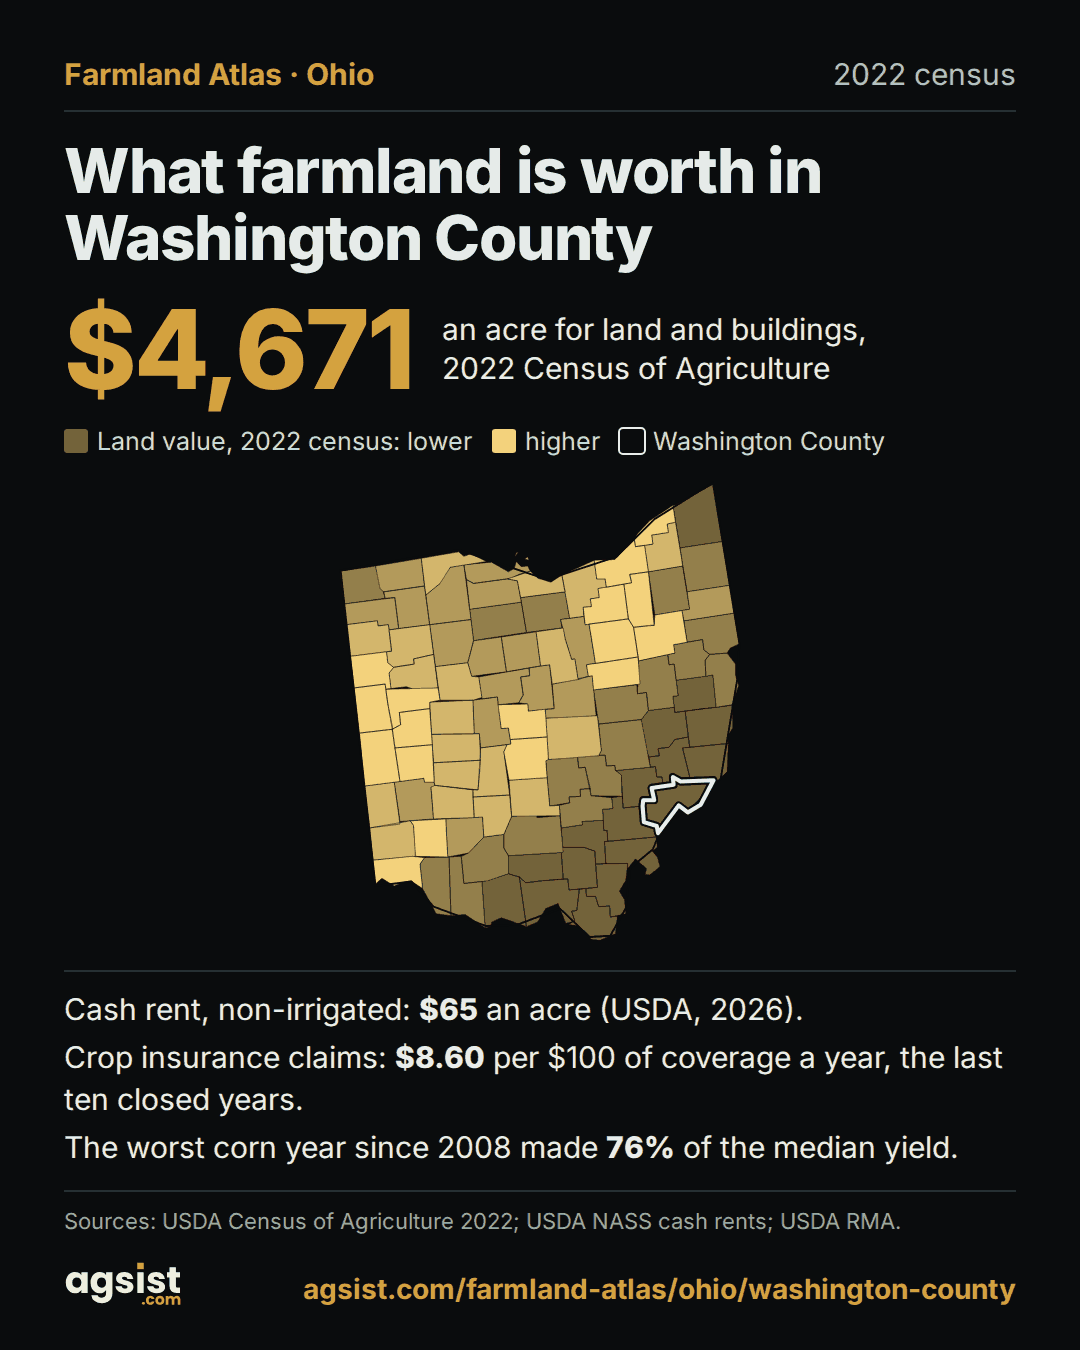 Farmland Atlas · Ohio
2022 census
What farmland is worth in
Washington County
$4,671
an acre for land and buildings,
2022 Census of Agriculture
Land value, 2022 census: lower
higher
Washington County
Cash rent, non-irrigated: $65 an acre (USDA, 2026).
Crop insurance claims: $8.60 per $100 of coverage a year, the last
ten closed years.
The worst corn year since 2008 made 76% of the median yield.
Sources: USDA Census of Agriculture 2022; USDA NASS cash rents; USDA RMA.
agsist
.com
agsist.com/farmland-atlas/ohio/washington-county